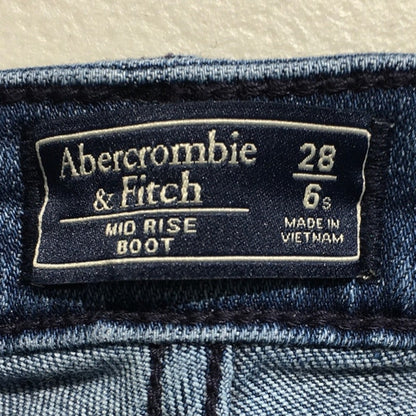 Abercrombie
& Fitch
MID RISE
BOOT
28
6s
MADE IN
VIETNAM